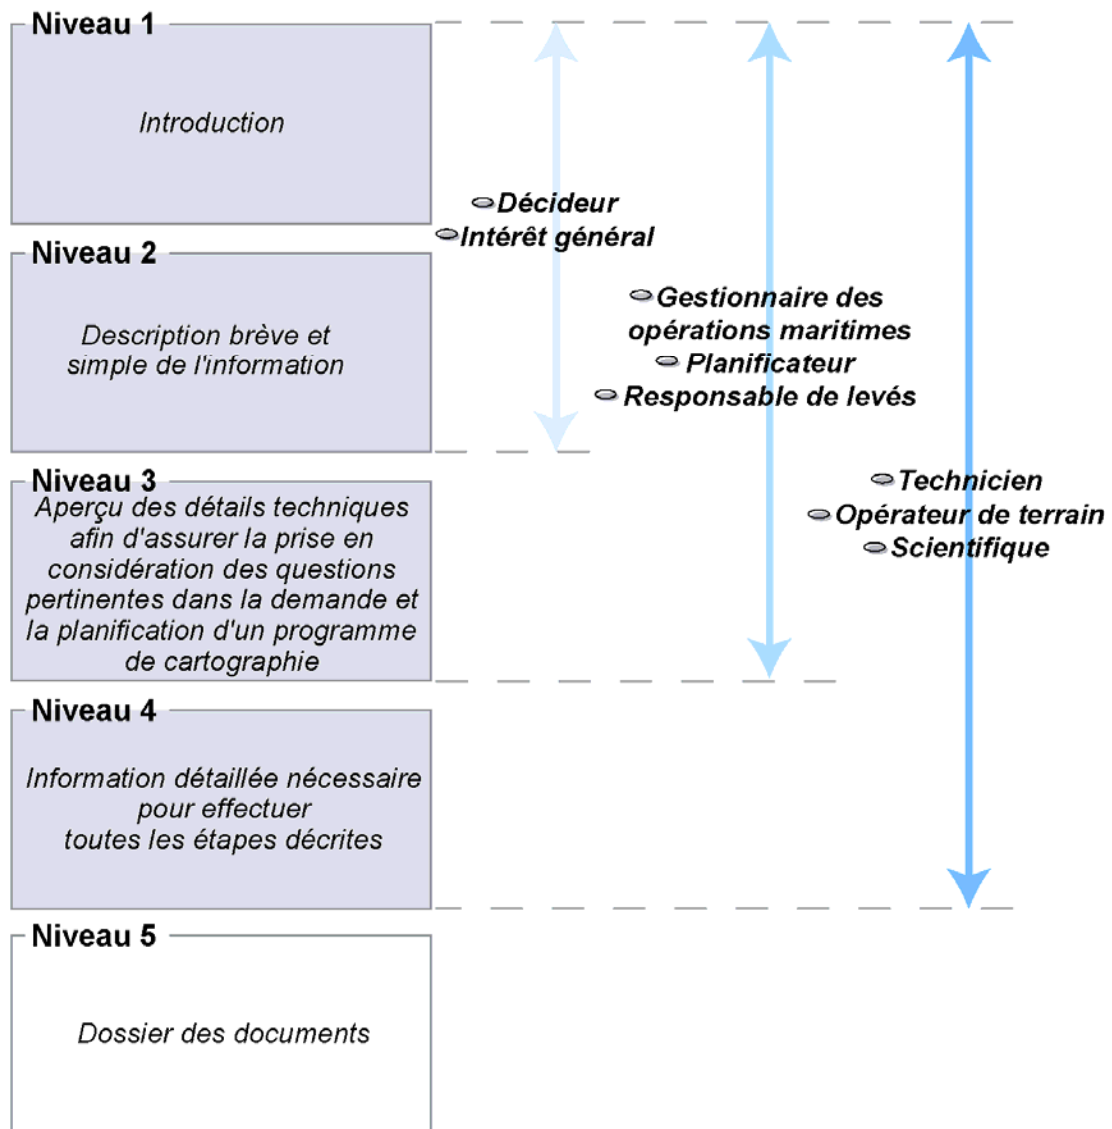 Niveau 1
Introduction
Décideur
Intérêt général
Niveau 2
Description brève et
simple de l'information
Gestionnaire des
opérations maritimes
Planificateur
Responsable de levés
Niveau 3
Aperçu des détails techniques
afin d'assurer la prise en
considération des questions
pertinentes dans la demande et
la planification d'un programme
de cartographie
Technicien
Opérateur de terrain
Scientifique
Niveau 4
Information détaillée nécessaire
pour effectuer
toutes les étapes décrites
Niveau 5
Dossier des documents